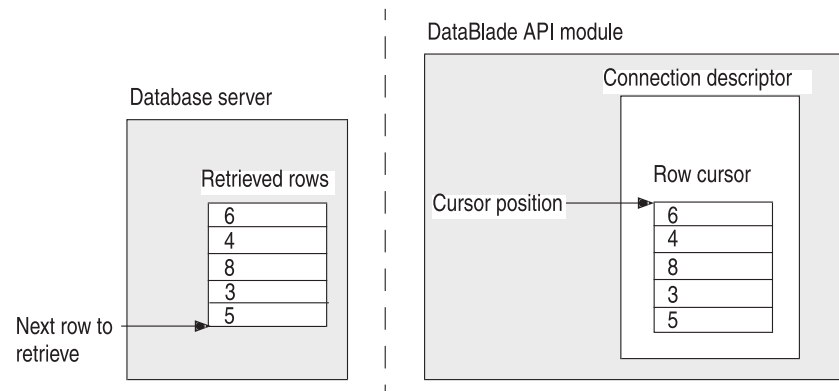 Database server
Retrieved rows
6
4
8
3
5
Next row to
retrieve
DataBlade API module
Connection descriptor
Row cursor
Cursor position
6
4
8
3
5